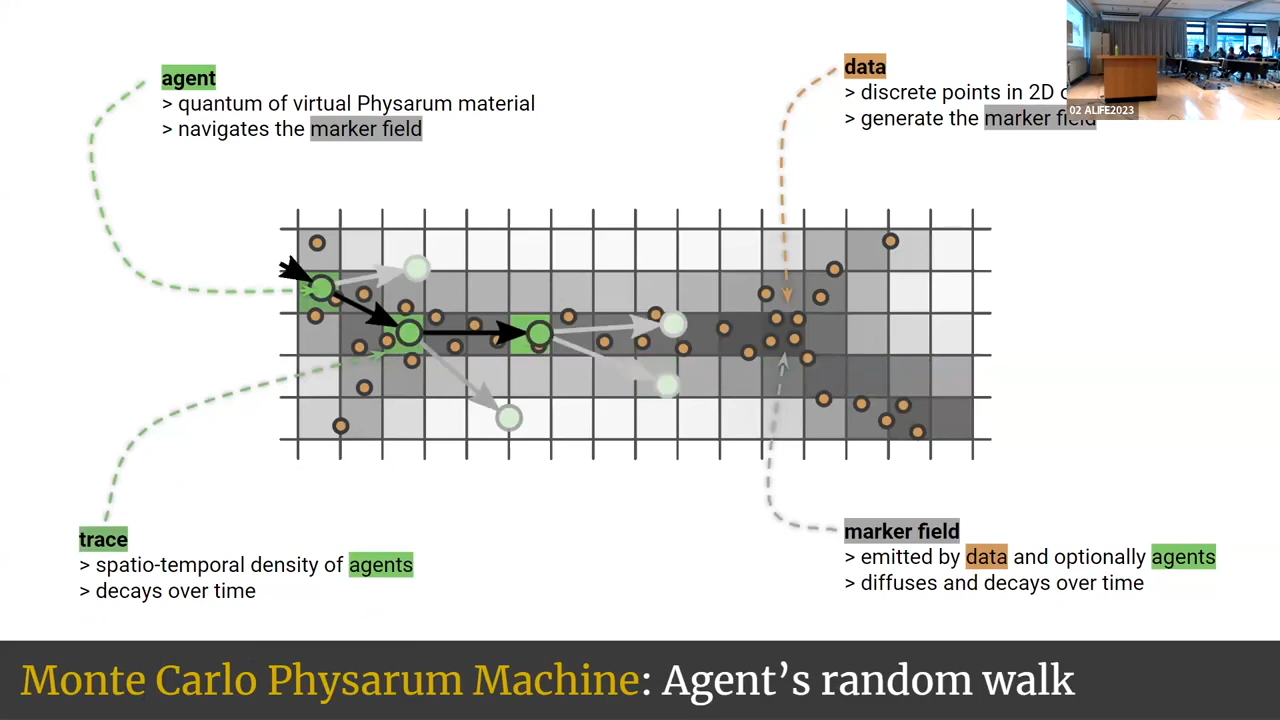 agent
> quantum of virtual Physarum material
> navigates the marker field
data
> discrete points in 2D
> generate the marker field
02 ALIFE2023
trace
> spatio-temporal density of agents
> decays over time
marker field
> emitted by data and optionally agents
> diffuses and decays over time
Monte Carlo Physarum Machine: Agent's random walk